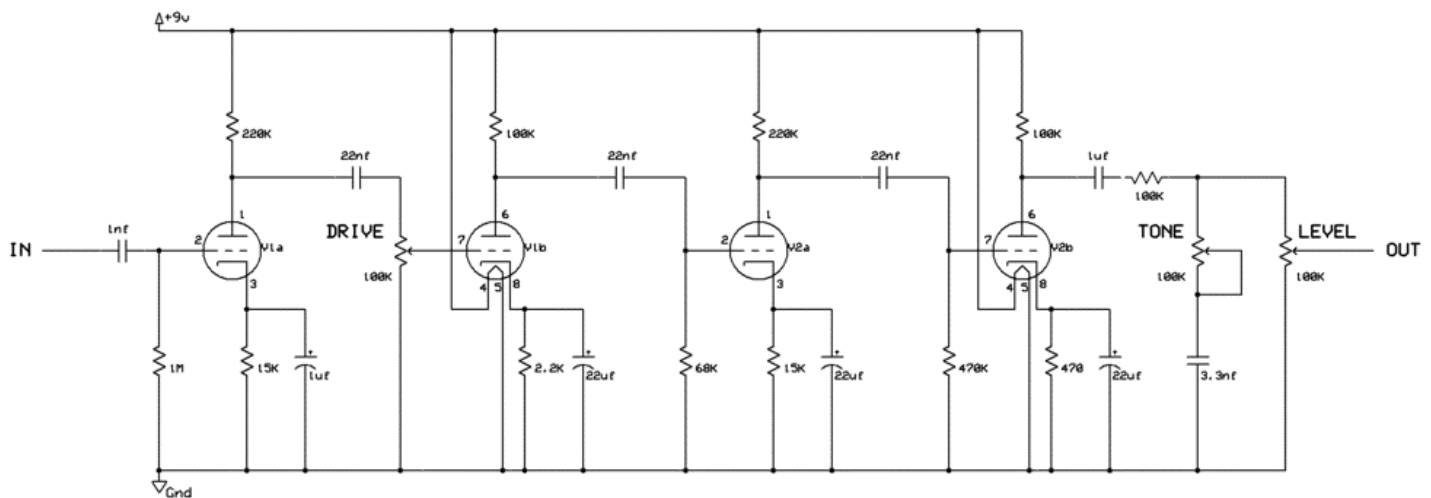 +9v
220K
100K
220K
100K
22nf
22nf
22nf
1uf
100K
1
6
1
6
IN
1nf
2
V1a
DRIVE
7
V1b
2
V2a
7
V2b
TONE
LEVEL
OUT
3
100K
4
5
8
3
4
5
8
100K
100K
1M
15K
+
1uf
2.2K
+
22uf
68K
15K
+
22uf
470K
470
+
22uf
3.3nf
Gnd